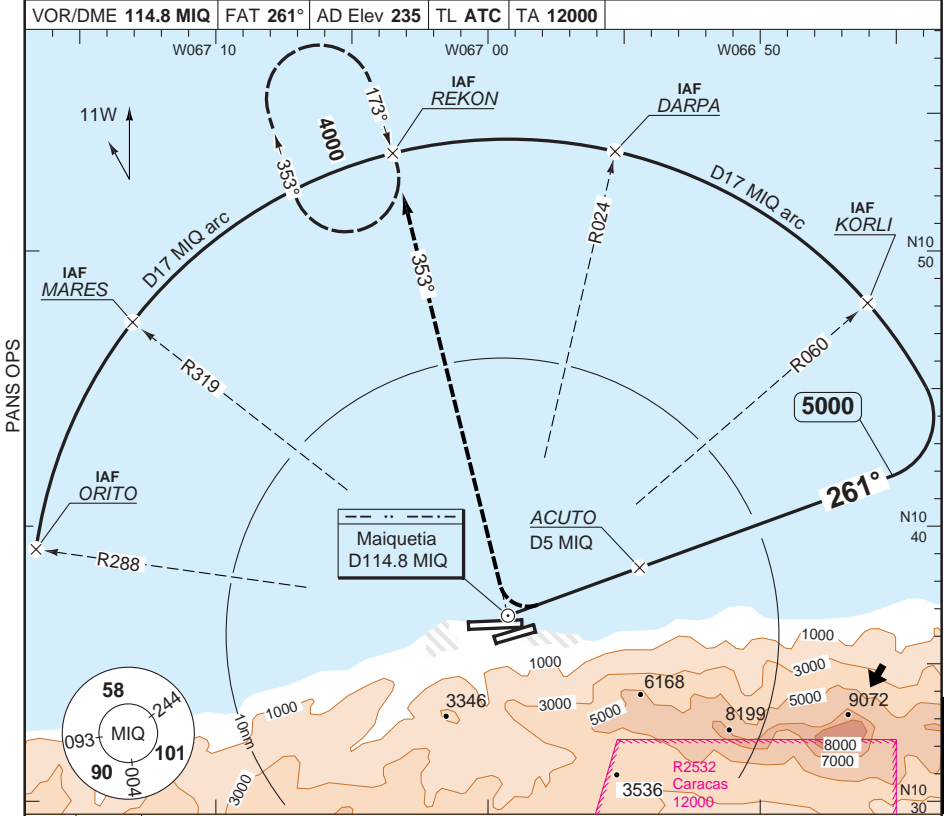 VOR/DME 114.8 MIQ FAT 261° AD Elev 235 TL ATC TA 12000
W067 10
W067 00
W066 50
11W
IAF
REKON
IAF
DARPA
173°
4000
353°
D17 MIQ arc
D17 MIQ arc
IAF
KORLI
N10
50
R024
353°
IAF
MARES
R319
R060
PANS OPS
5000
IAF
ORITO
261°
Maiquetia
D114.8 MIQ
ACUTO
D5 MIQ
N10
40
R288
1000
1000
3000
58
244
MIQ
093
101
90
004
1000
10nm
3000
3346
3000
5000
6168
5000
9072
8199
8000
7000
R2532
Caracas
12000
3536
N10
30